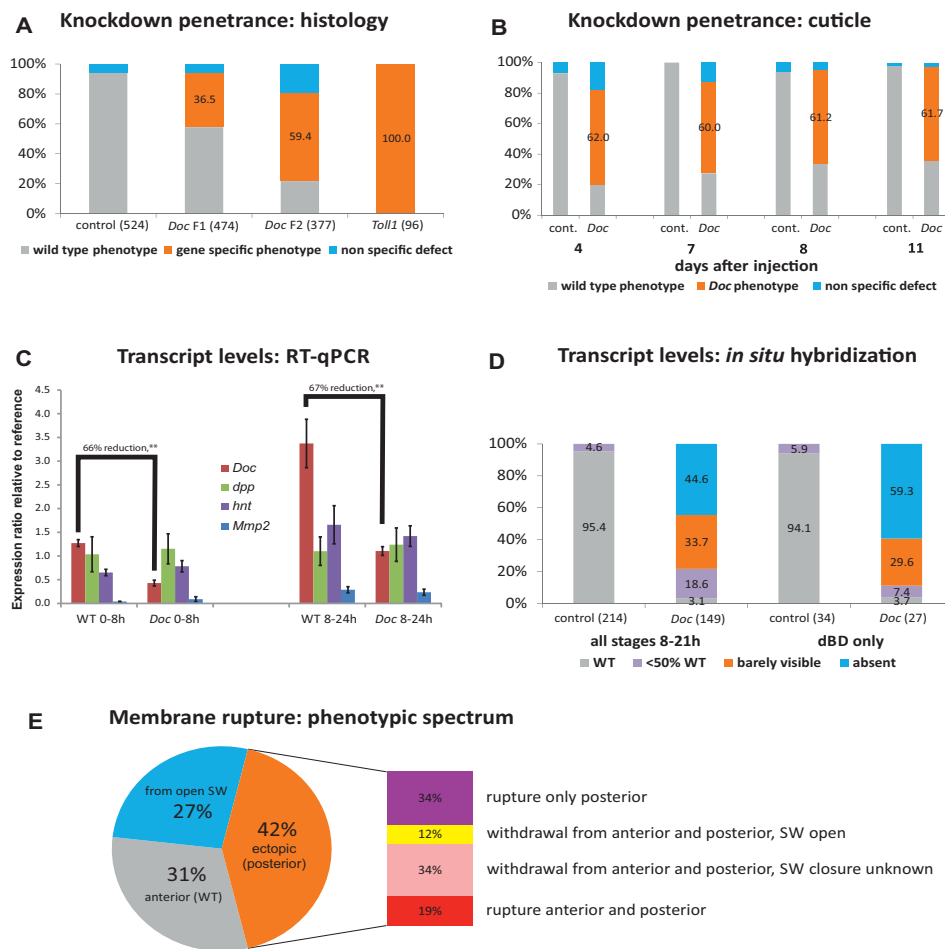 A
Knockdown penetrance: histology
100%
80%
60%
40%
20%
0%
36.5
59.4
100.0
control (524)
Doc F1 (474)
Doc F2 (377)
Toll1 (96)
wild type phenotype
gene specific phenotype
non specific defect
B
Knockdown penetrance: cuticle
100%
80%
60%
40%
20%
0%
62.0
60.0
61.2
61.7
cont. Doc cont. Doc cont. Doc cont. Doc
4 7 8 11
days after injection
wild type phenotype
Doc phenotype
non specific defect
C
Transcript levels: RT-qPCR
Expression ratio relative to reference
4.5
4.0
3.5
3.0
2.5
2.0
1.5
1.0
0.5
0.0
66% reduction,**
67% reduction,**
Doc
dpp
hnt
Mmp2
WT 0-8h
Doc 0-8h
WT 8-24h
Doc 8-24h
D
Transcript levels: in situ hybridization
100%
80%
60%
40%
20%
0%
4.6
95.4
44.6
33.7
18.6
3.1
5.9
94.1
59.3
29.6
7.4
3.7
control (214)
Doc (149)
control (34)
Doc (27)
all stages 8-21h
dBD only
WT
<50% WT
barely visible
absent
E
Membrane rupture: phenotypic spectrum
from open SW
27%
42%
ectopic
(posterior)
31%
anterior (WT)
34% rupture only posterior
12% withdrawal from anterior and posterior, SW open
34% withdrawal from anterior and posterior, SW closure unknown
19% rupture anterior and posterior